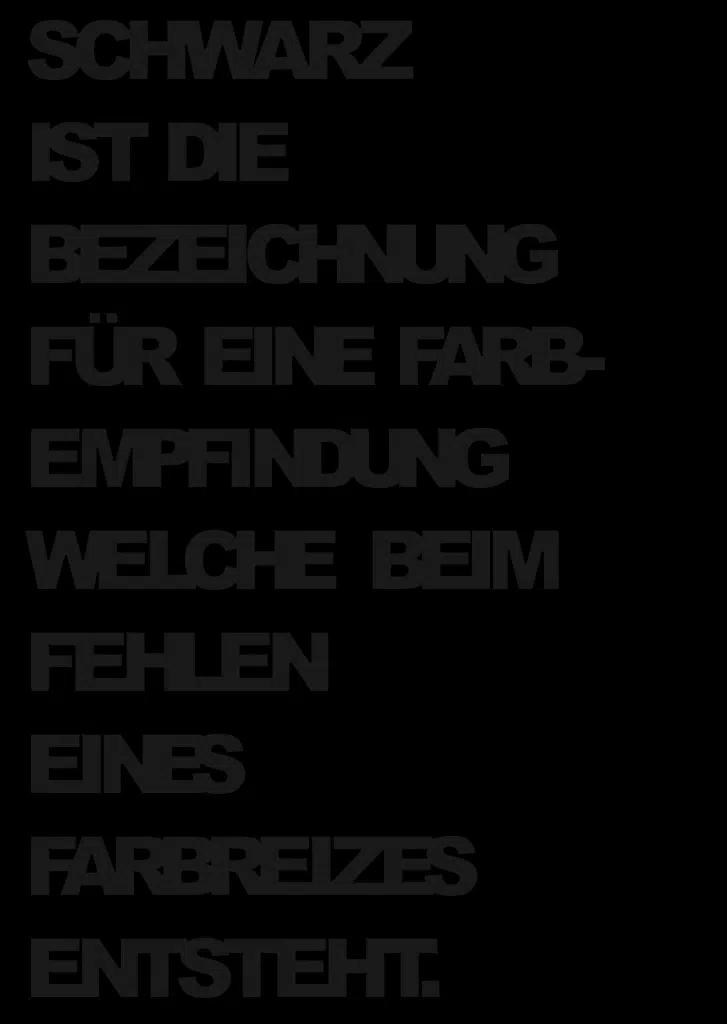 SCHWARZ
IST DIE
BEZEICHNUNG
FÜR EINE FARB-
EMPFINDUNG
WELCHE BEIM
FEHLEN
EINES
FARBREIZES
ENTSTEHT.